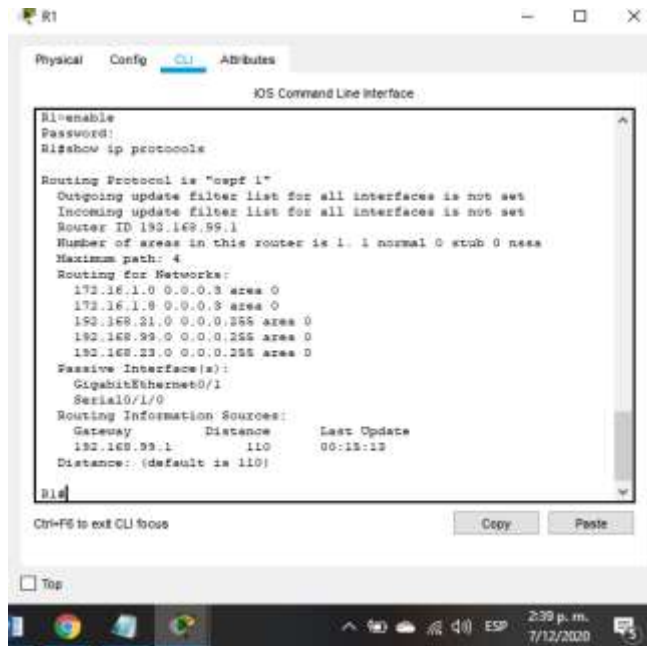 R1
Physical Config CLI Attributes
IOS Command Line Interface
R1>enable
Password:
R1#show ip protocols
Routing Protocol is "ospf 1"
Outgoing update filter list for all interfaces is not set
Incoming update filter list for all interfaces is not set
Router ID 192.168.99.1
Number of areas in this router is 1. 1 normal 0 stub 0 nssa
Maximum path: 4
Routing for Networks:
172.16.1.0 0.0.0.3 area 0
172.16.1.8 0.0.0.3 area 0
192.168.21.0 0.0.0.255 area 0
192.168.99.0 0.0.0.255 area 0
192.168.23.0 0.0.0.255 area 0
Passive Interface(s):
GigabitEthernet0/1
Serial0/1/0
Routing Information Sources:
Gateway Distance Last Update
192.168.99.1 110 00:15:13
Distance: (default is 110)
R1#
Ctrl+F6 to exit CLI focus
Copy Paste
Top
ESP
2:39 p. m.
7/12/2020
5